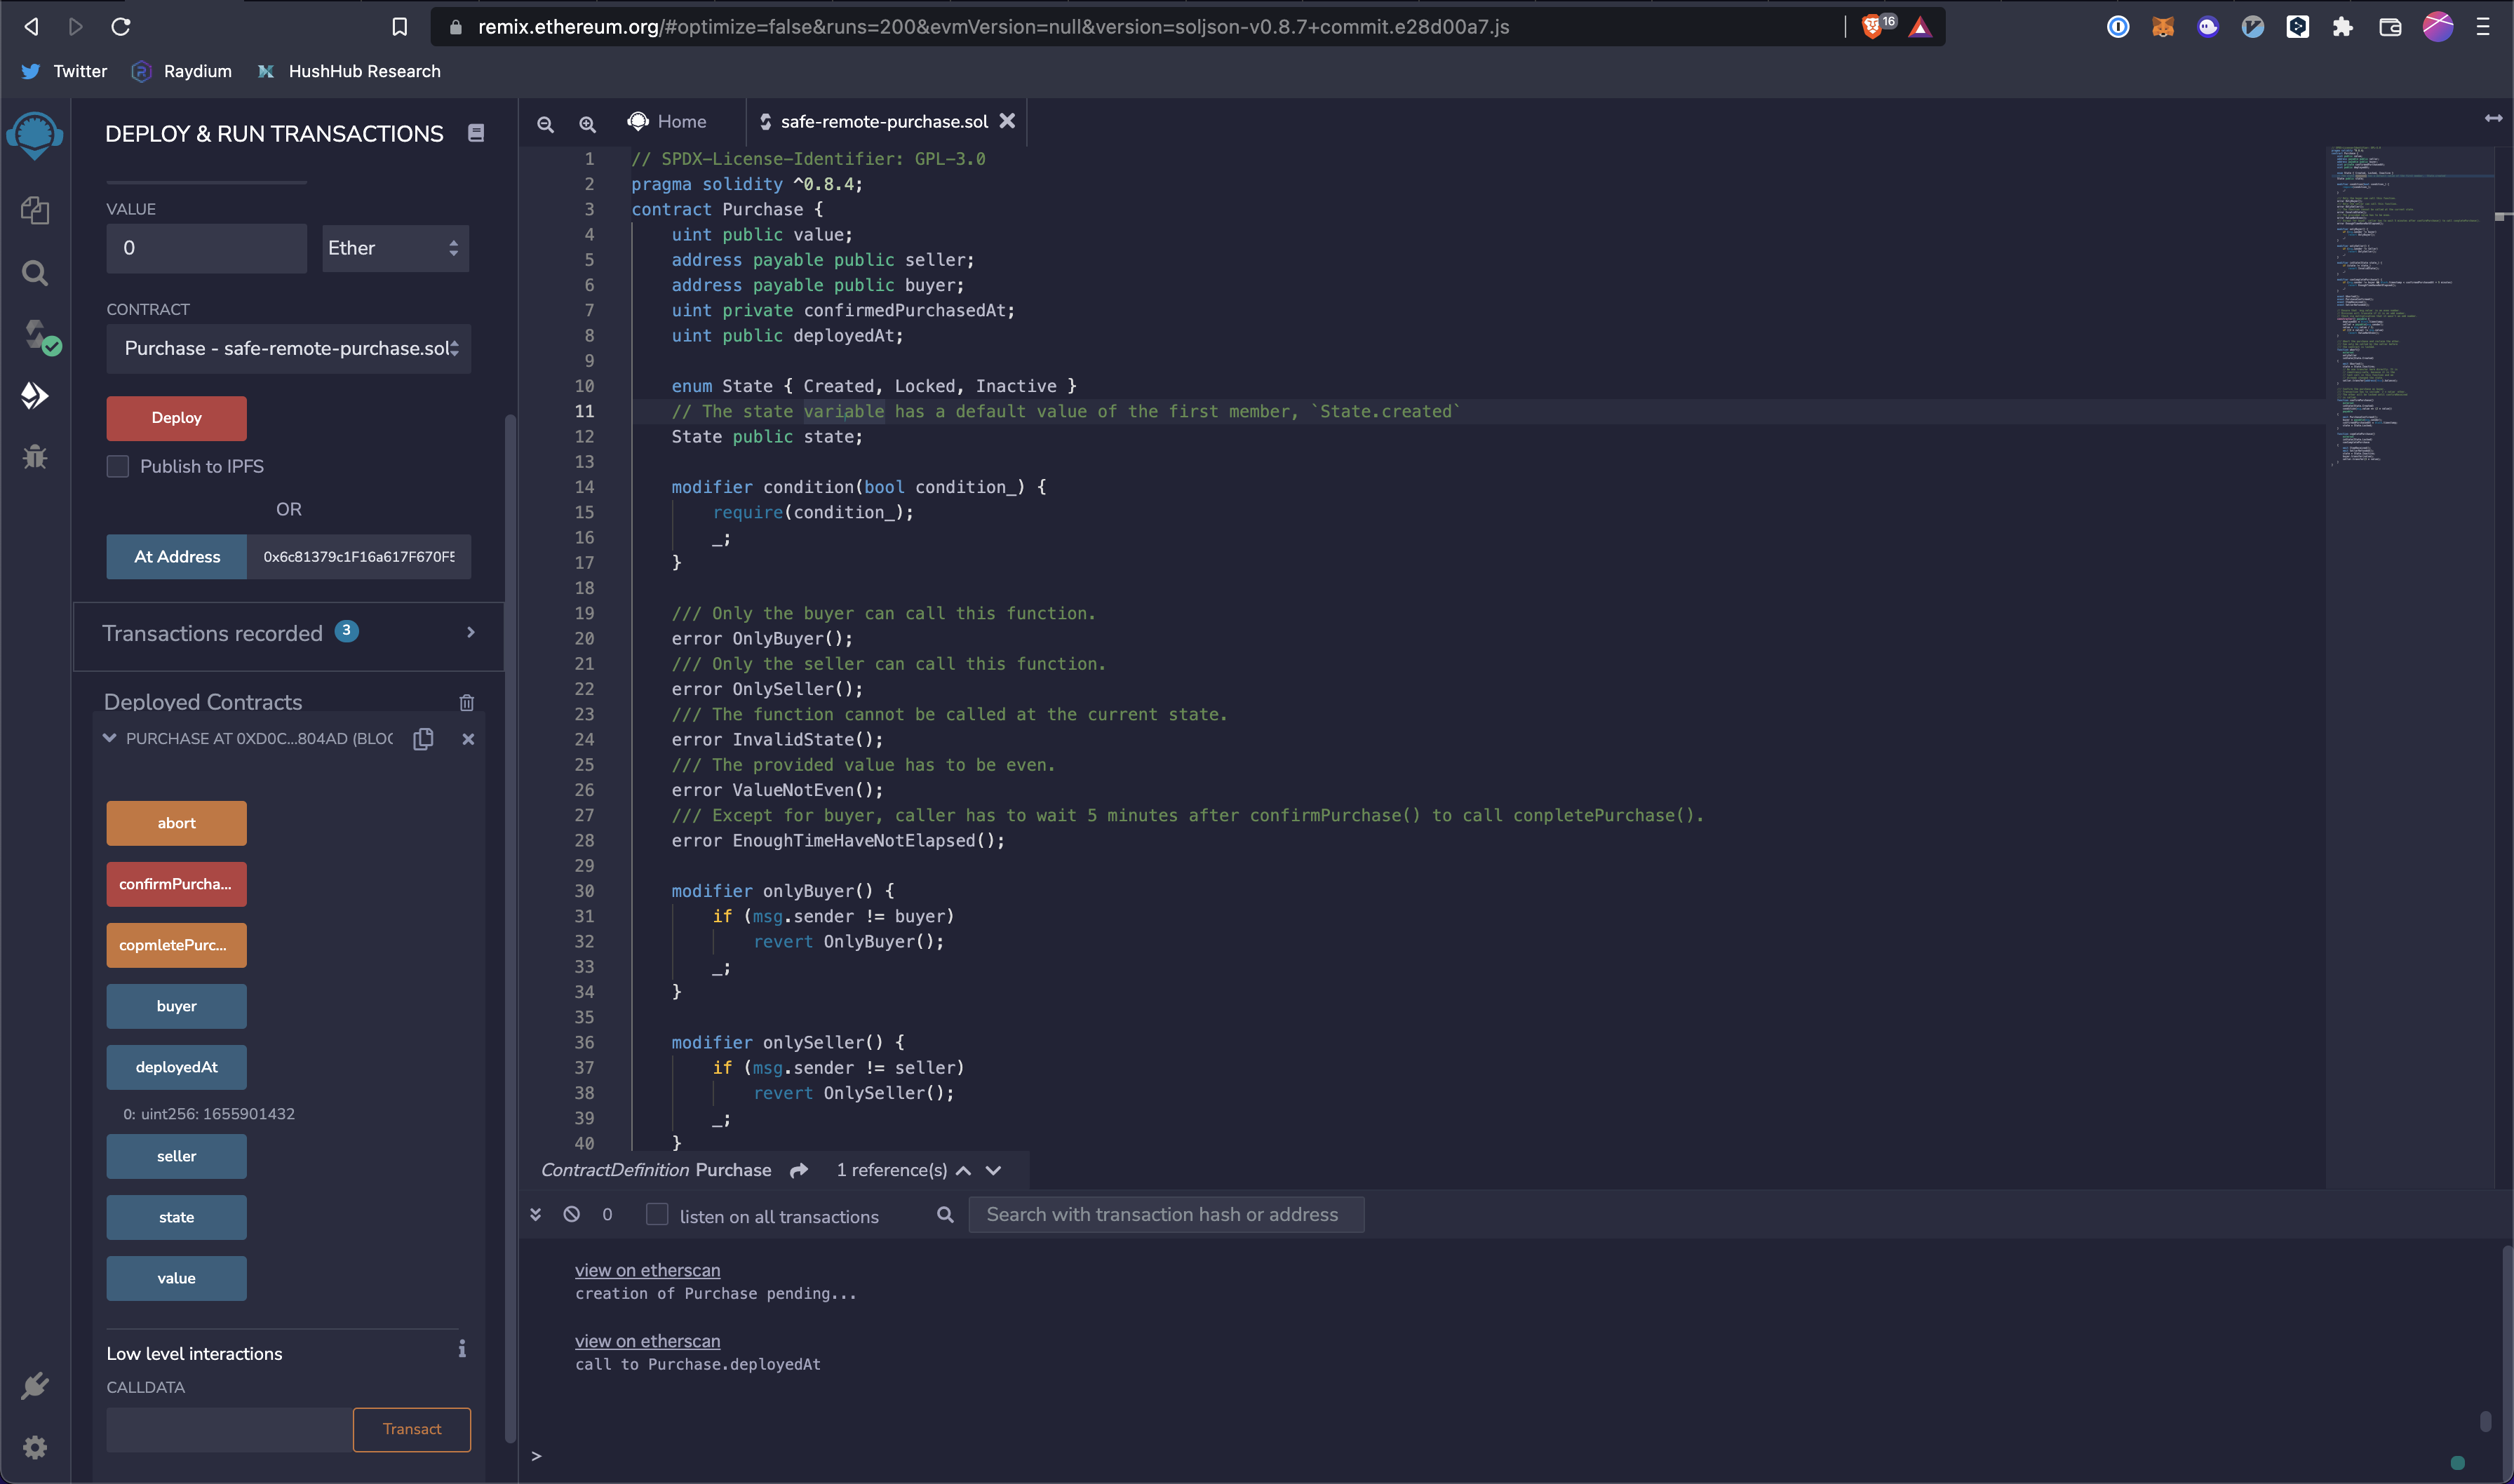 remix.ethereum.org/#optimize=false&runs=200&evmVersion=null&version=soljson-v0.8.7+commit.e28d00a7.js
16
Twitter
Raydium
HushHub Research
DEPLOY & RUN TRANSACTIONS
VALUE
0
Ether
CONTRACT
Purchase - safe-remote-purchase.sol
Deploy
Publish to IPFS
OR
At Address
0x6c81379c1F16a617F670F5
Transactions recorded 3
Deployed Contracts
PURCHASE AT 0XD0C...804AD (BLOC
abort
confirmPurcha...
copmletePurc...
buyer
deployedAt
0: uint256: 1655901432
seller
state
value
Low level interactions
CALLDATA
Transact
Home
safe-remote-purchase.sol
1 // SPDX-License-Identifier: GPL-3.0
2 pragma solidity ^0.8.4;
3 contract Purchase {
4 uint public value;
5 address payable public seller;
6 address payable public buyer;
7 uint private confirmedPurchasedAt;
8 uint public deployedAt;
9
10 enum State { Created, Locked, Inactive }
11 // The state variable has a default value of the first member, `State.created`
12 State public state;
13
14 modifier condition(bool condition_) {
15 require(condition_);
16 _;
17 }
18
19 /// Only the buyer can call this function.
20 error OnlyBuyer();
21 /// Only the seller can call this function.
22 error OnlySeller();
23 /// The function cannot be called at the current state.
24 error InvalidState();
25 /// The provided value has to be even.
26 error ValueNotEven();
27 /// Except for buyer, caller has to wait 5 minutes after confirmPurchase() to call conpletePurchase().
28 error EnoughTimeHaveNotElapsed();
29
30 modifier onlyBuyer() {
31 if (msg.sender != buyer)
32 revert OnlyBuyer();
33 _;
34 }
35
36 modifier onlySeller() {
37 if (msg.sender != seller)
38 revert OnlySeller();
39 _;
40 }
ContractDefinition Purchase 1 reference(s)
0
listen on all transactions
Search with transaction hash or address
view on etherscan
creation of Purchase pending...
view on etherscan
call to Purchase.deployedAt
>